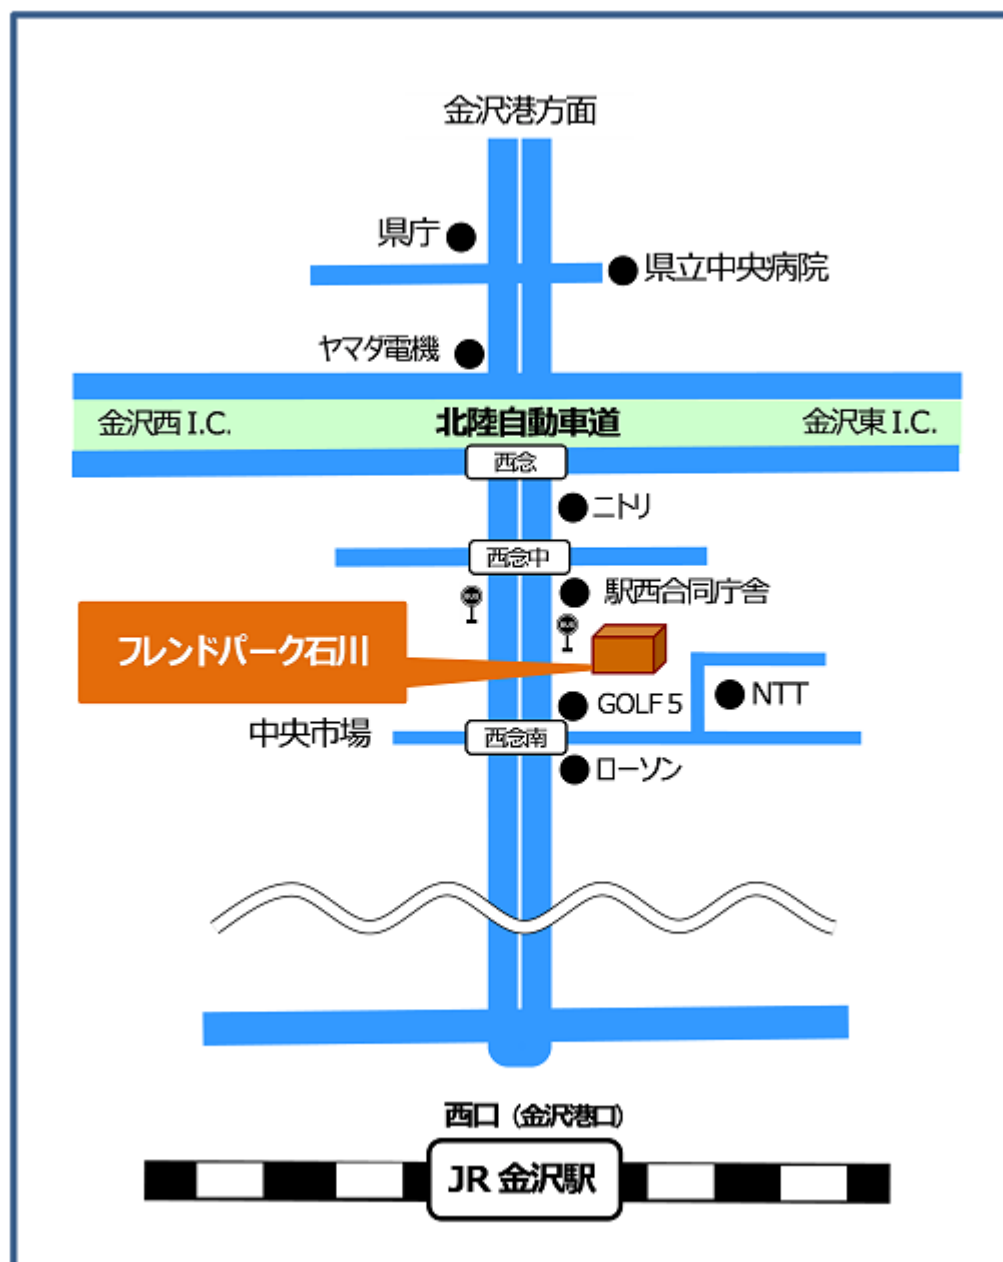 金沢港方面
県庁
県立中央病院
ヤマダ電機
金沢西 I.C.
北陸自動車道
金沢東 I.C.
西念
ニトリ
西念中
駅西合同庁舎
BUS
BUS
フレンドパーク石川
NTT
GOLF 5
中央市場
西念南
ローソン
西口（金沢港口）
JR 金沢駅